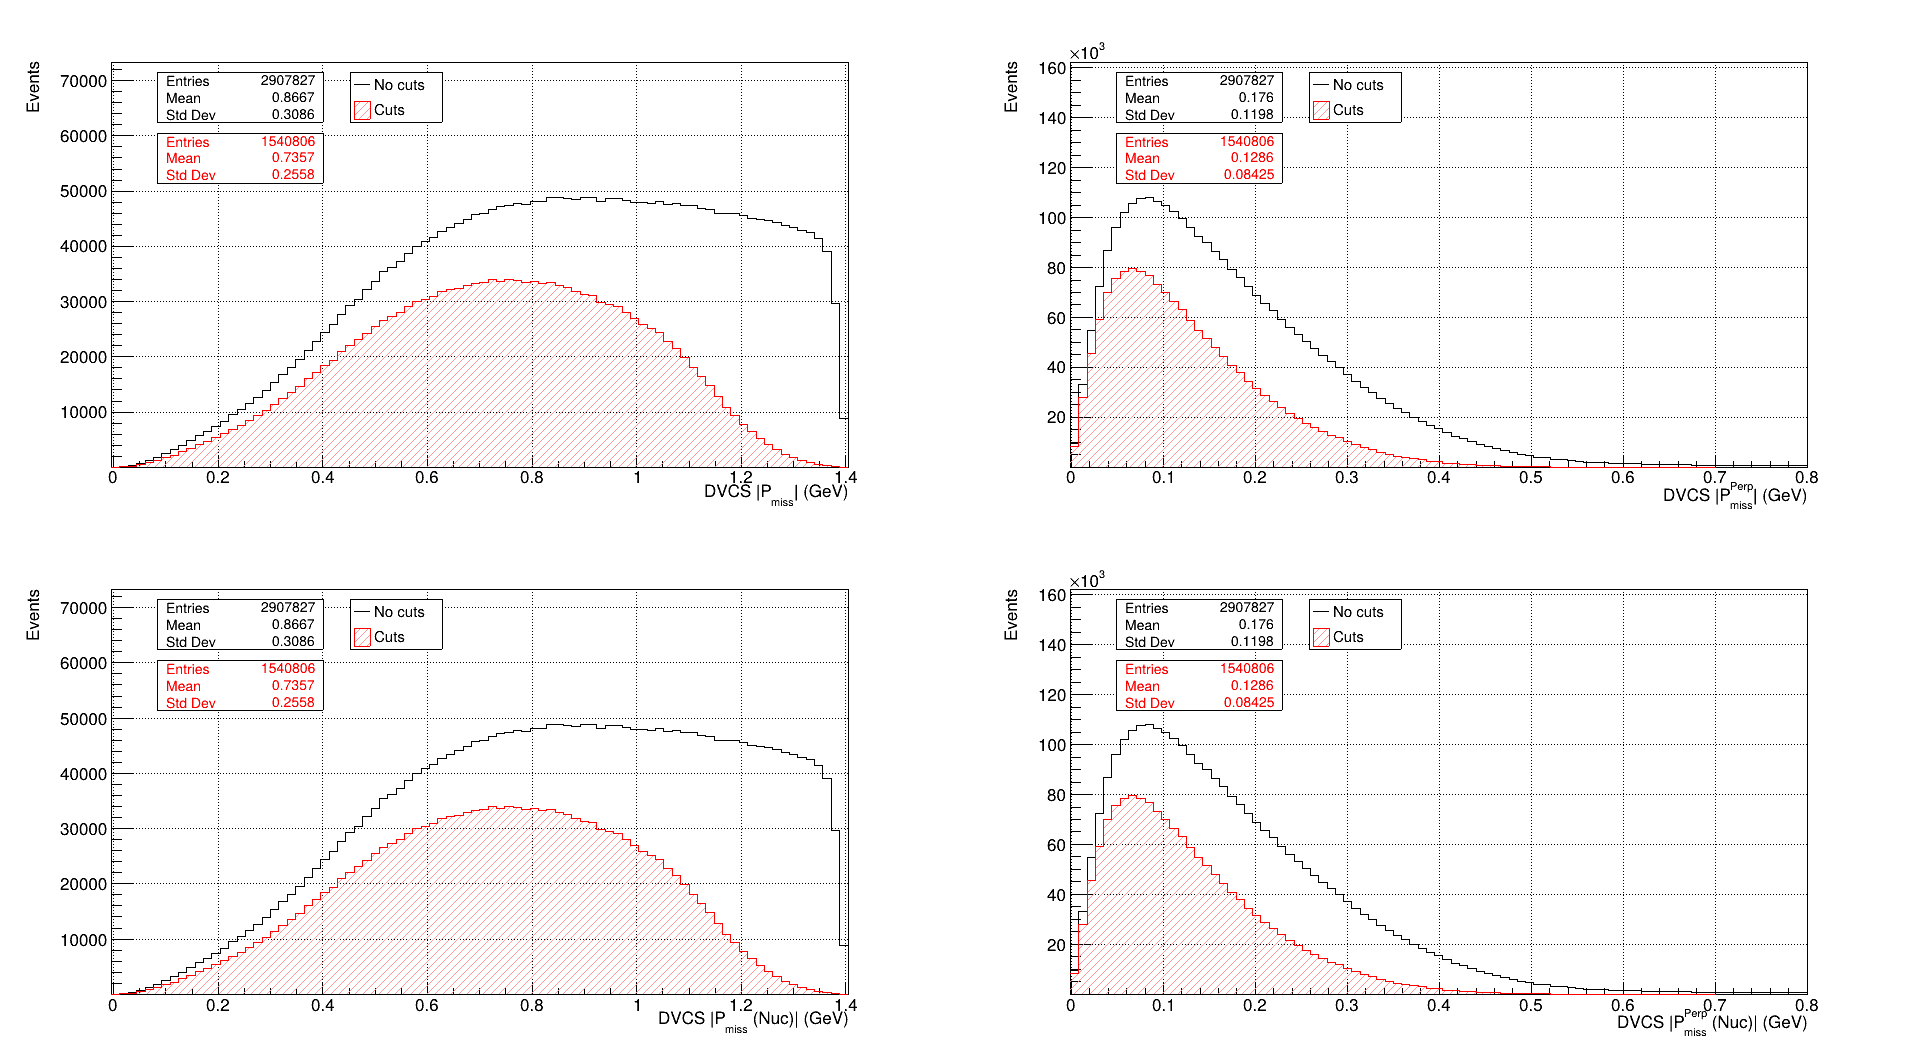 Events
70000
60000
50000
40000
30000
20000
10000
Entries 2907827
Mean 0.8667
Std Dev 0.3086
Entries 1540806
Mean 0.7357
Std Dev 0.2558
No cuts
Cuts
0 0.2 0.4 0.6 0.8 1 1.2 1.4
DVCS |P_miss| (GeV)
×10³
Events
160
140
120
100
80
60
40
20
Entries 2907827
Mean 0.176
Std Dev 0.1198
Entries 1540806
Mean 0.1286
Std Dev 0.08425
No cuts
Cuts
0 0.1 0.2 0.3 0.4 0.5 0.6 0.7 0.8
DVCS |P_miss^Perp| (GeV)
Events
70000
60000
50000
40000
30000
20000
10000
Entries 2907827
Mean 0.8667
Std Dev 0.3086
Entries 1540806
Mean 0.7357
Std Dev 0.2558
No cuts
Cuts
0 0.2 0.4 0.6 0.8 1 1.2 1.4
DVCS |P_miss (Nuc)| (GeV)
×10³
Events
160
140
120
100
80
60
40
20
Entries 2907827
Mean 0.176
Std Dev 0.1198
Entries 1540806
Mean 0.1286
Std Dev 0.08425
No cuts
Cuts
0 0.1 0.2 0.3 0.4 0.5 0.6 0.7 0.8
DVCS |P_miss^Perp (Nuc)| (GeV)